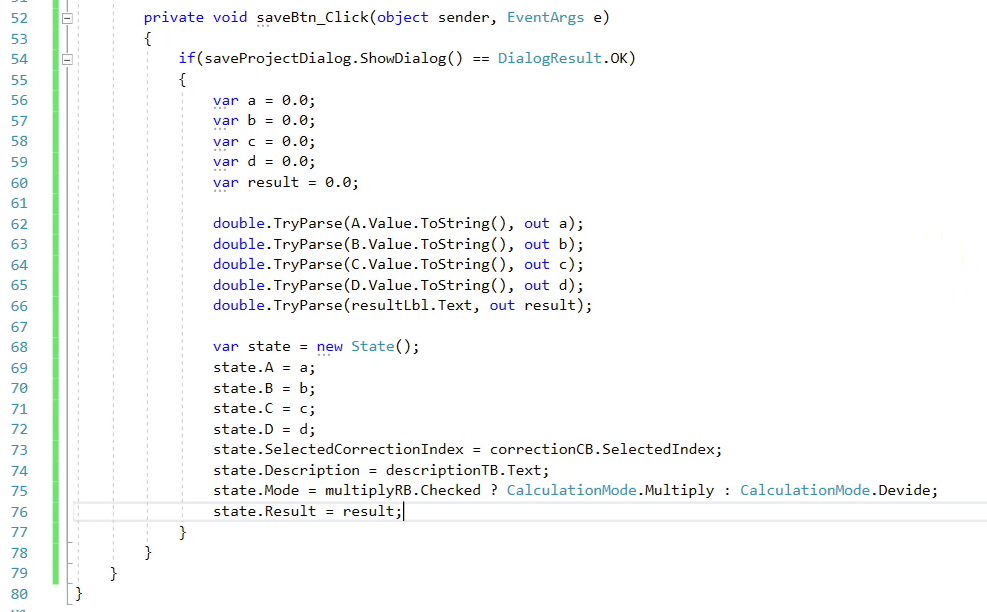 52 private void saveBtn_Click(object sender, EventArgs e)
53 {
54 if(saveProjectDialog.ShowDialog() == DialogResult.OK)
55 {
56 var a = 0.0;
57 var b = 0.0;
58 var c = 0.0;
59 var d = 0.0;
60 var result = 0.0;
61
62 double.TryParse(A.Value.ToString(), out a);
63 double.TryParse(B.Value.ToString(), out b);
64 double.TryParse(C.Value.ToString(), out c);
65 double.TryParse(D.Value.ToString(), out d);
66 double.TryParse(resultLbl.Text, out result);
67
68 var state = new State();
69 state.A = a;
70 state.B = b;
71 state.C = c;
72 state.D = d;
73 state.SelectedCorrectionIndex = correctionCB.SelectedIndex;
74 state.Description = descriptionTB.Text;
75 state.Mode = multiplyRB.Checked ? CalculationMode.Multiply : CalculationMode.Devide;
76 state.Result = result;
77 }
78 }
79 }
80 }